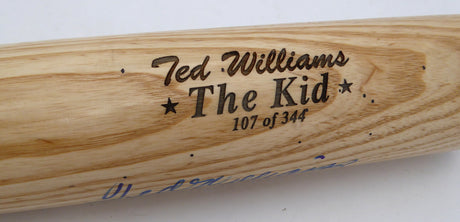 Ted Williams
★ The Kid ★
107 of 344